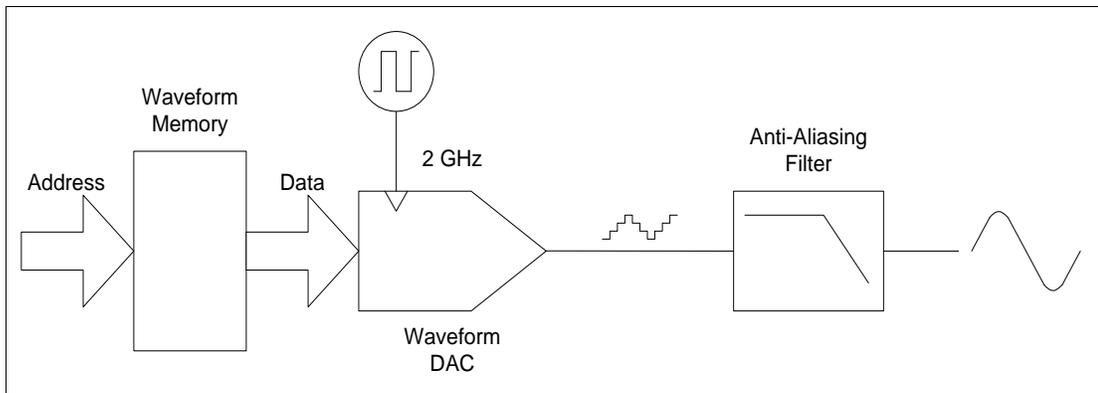 Waveform
Memory
Address
Data
2 GHz
Waveform
DAC
Anti-Aliasing
Filter